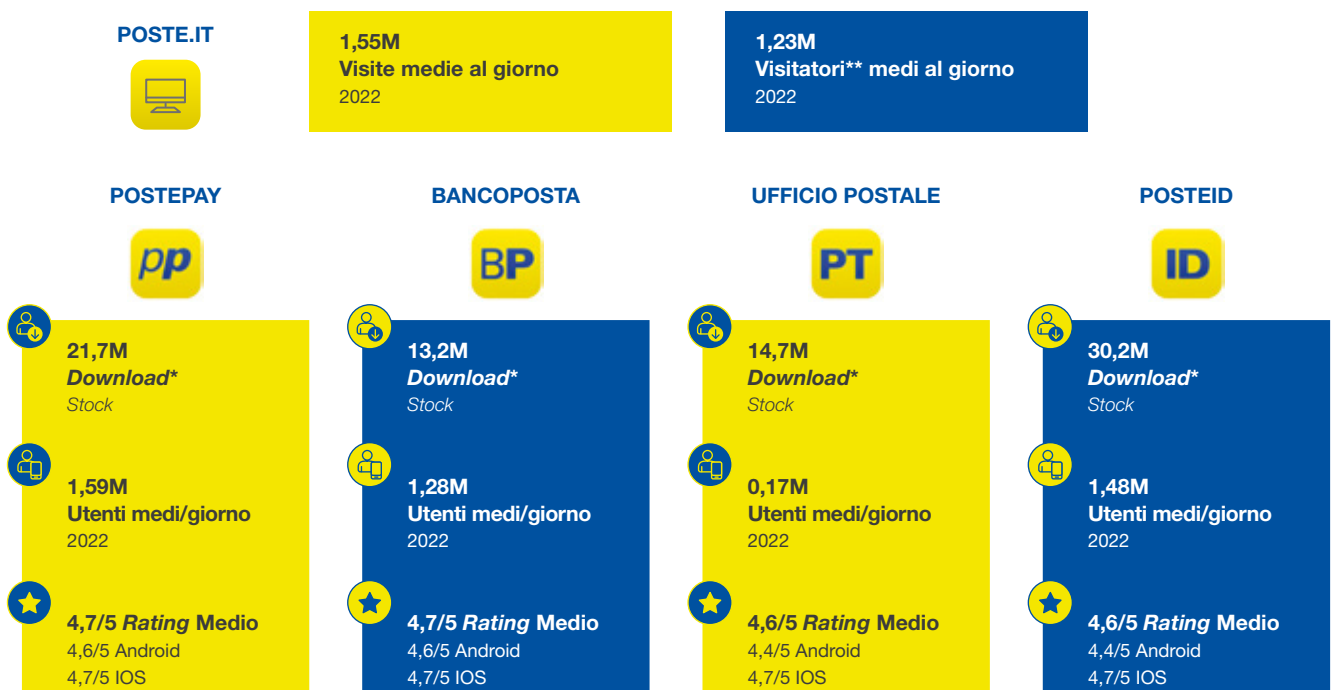 POSTE.IT
1,55M
Visite medie al giorno
2022
1,23M
Visitatori** medi al giorno
2022
POSTEPAY
pp
21,7M
Download*
Stock
1,59M
Utenti medi/giorno
2022
4,7/5 Rating Medio
4,6/5 Android
4,7/5 IOS
BANCOPOSTA
BP
13,2M
Download*
Stock
1,28M
Utenti medi/giorno
2022
4,7/5 Rating Medio
4,6/5 Android
4,7/5 IOS
UFFICIO POSTALE
PT
14,7M
Download*
Stock
0,17M
Utenti medi/giorno
2022
4,6/5 Rating Medio
4,4/5 Android
4,7/5 IOS
POSTEID
ID
30,2M
Download*
Stock
1,48M
Utenti medi/giorno
2022
4,6/5 Rating Medio
4,4/5 Android
4,7/5 IOS